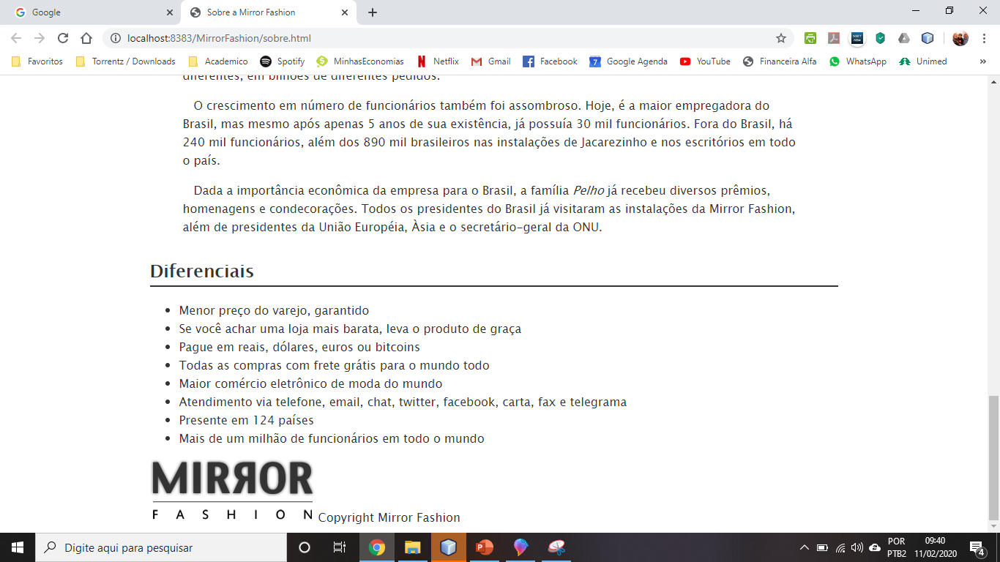 Google
Sobre a Mirror Fashion
localhost:8383/MirrorFashion/sobre.html
Favoritos
Torrentz / Downloads
Academico
Spotify
MinhasEconomias
Netflix
Gmail
Facebook
7
Google Agenda
YouTube
Financeira Alfa
WhatsApp
Unimed
»
diferentes, em bilhões de diferentes pedidos.
O crescimento em número de funcionários também foi assombroso. Hoje, é a maior empregadora do
Brasil, mas mesmo após apenas 5 anos de sua existência, já possuía 30 mil funcionários. Fora do Brasil, há
240 mil funcionários, além dos 890 mil brasileiros nas instalações de Jacarezinho e nos escritórios em todo
o país.
Dada a importância econômica da empresa para o Brasil, a família Pelho já recebeu diversos prêmios,
homenagens e condecorações. Todos os presidentes do Brasil já visitaram as instalações da Mirror Fashion,
além de presidentes da União Européia, Àsia e o secretário-geral da ONU.
Diferenciais
• Menor preço do varejo, garantido
• Se você achar uma loja mais barata, leva o produto de graça
• Pague em reais, dólares, euros ou bitcoins
• Todas as compras com frete grátis para o mundo todo
• Maior comércio eletrônico de moda do mundo
• Atendimento via telefone, email, chat, twitter, facebook, carta, fax e telegrama
• Presente em 124 países
• Mais de um milhão de funcionários em todo o mundo
MIRЯOR
FASHION
Copyright Mirror Fashion
Digite aqui para pesquisar
POR
PTB2
09:40
11/02/2020
4